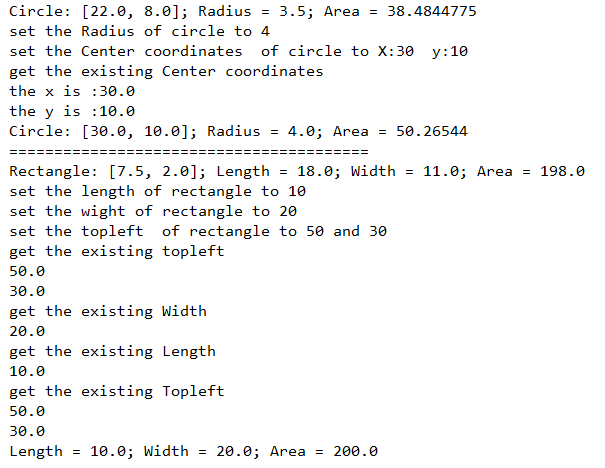 Circle: [22.0, 8.0]; Radius = 3.5; Area = 38.4844775
set the Radius of circle to 4
set the Center coordinates  of circle to X:30  y:10
get the existing Center coordinates
the x is :30.0
the y is :10.0
Circle: [30.0, 10.0]; Radius = 4.0; Area = 50.26544
========================================
Rectangle: [7.5, 2.0]; Length = 18.0; Width = 11.0; Area = 198.0
set the length of rectangle to 10
set the wight of rectangle to 20
set the topleft  of rectangle to 50 and 30
get the existing topleft
50.0
30.0
get the existing Width
20.0
get the existing Length
10.0
get the existing Topleft
50.0
30.0
Length = 10.0; Width = 20.0; Area = 200.0